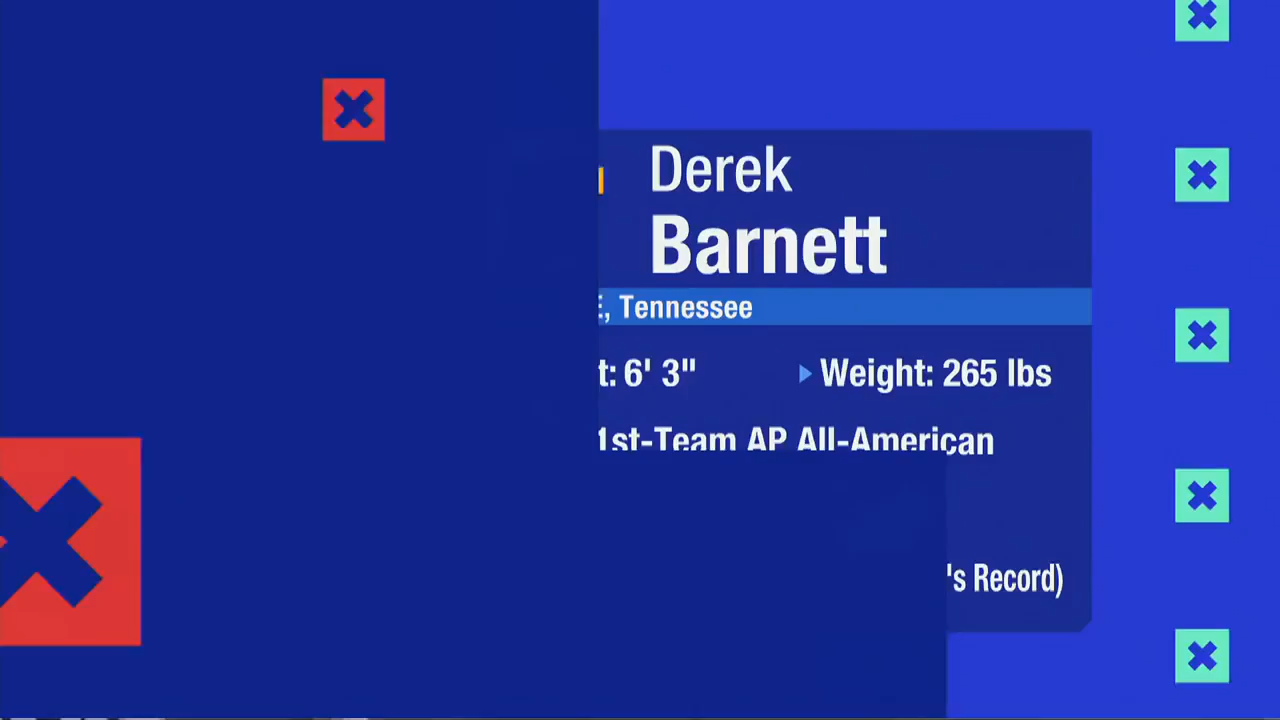 Derek
Barnett
, Tennessee
t: 6' 3"
Weight: 265 lbs
1st-Team AP All-American
's Record)